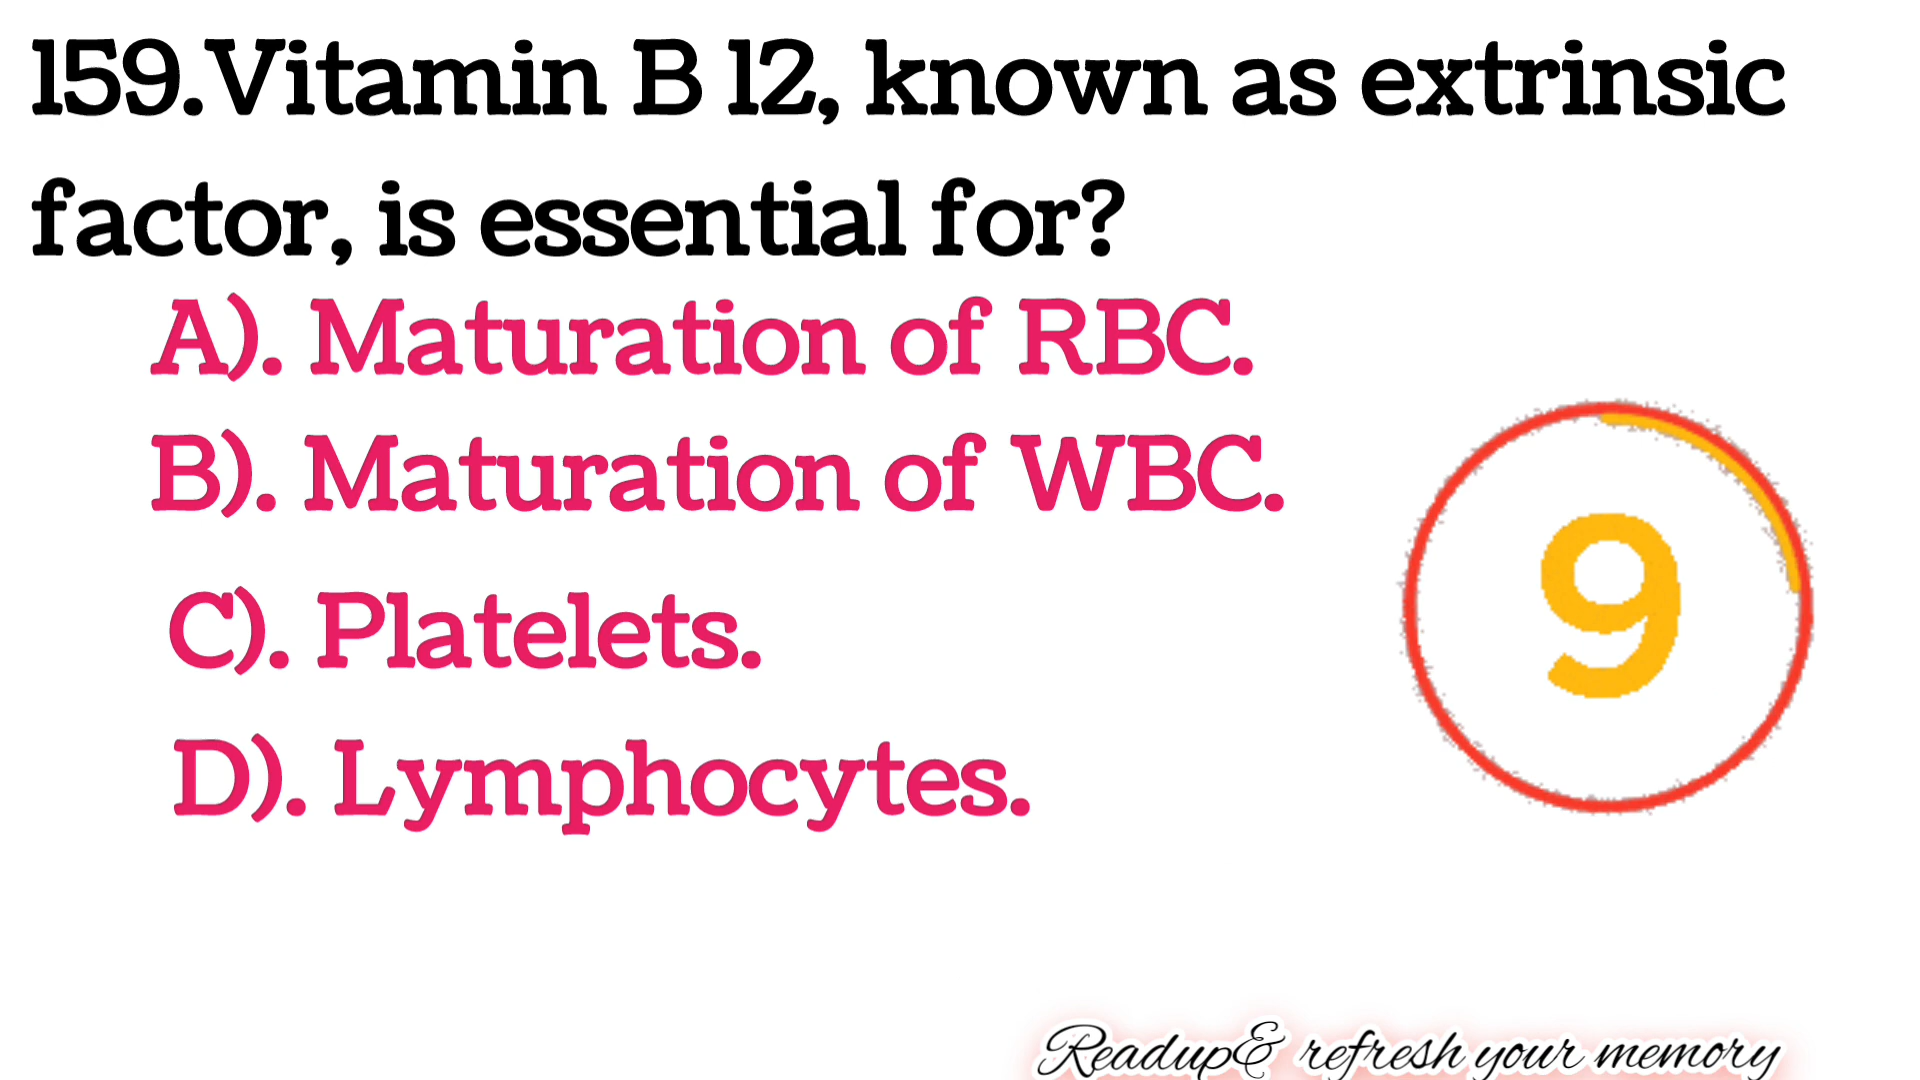 159.Vitamin B 12, known as extrinsic
factor, is essential for?
A). Maturation of RBC.
B). Maturation of WBC.
C). Platelets.
D). Lymphocytes.
9
Readup& refresh your memory